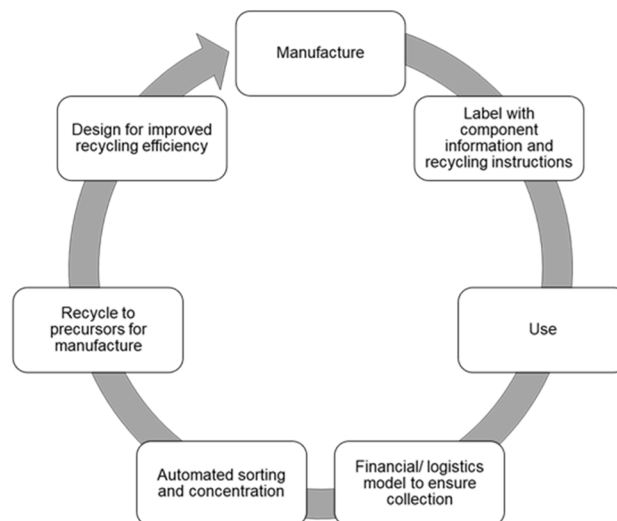 Manufacture
Label with
component
information and
recycling instructions
Use
Financial/ logistics
model to ensure
collection
Automated sorting
and concentration
Recycle to
precursors for
manufacture
Design for improved
recycling efficiency